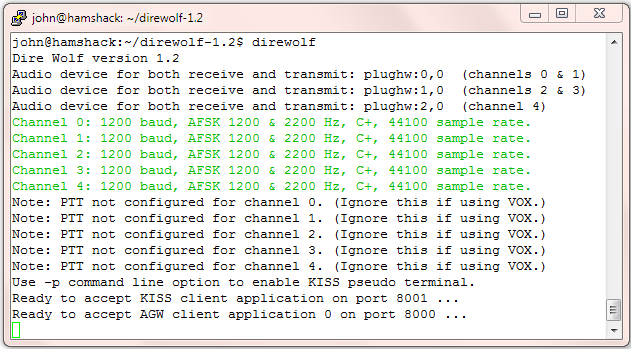 john@hamshack: ~/direwolf-1.2
john@hamshack:~/direwolf-1.2$ direwolf
Dire Wolf version 1.2
Audio device for both receive and transmit: plughw:0,0  (channels 0 & 1)
Audio device for both receive and transmit: plughw:1,0  (channels 2 & 3)
Audio device for both receive and transmit: plughw:2,0  (channel 4)
Channel 0: 1200 baud, AFSK 1200 & 2200 Hz, C+, 44100 sample rate.
Channel 1: 1200 baud, AFSK 1200 & 2200 Hz, C+, 44100 sample rate.
Channel 2: 1200 baud, AFSK 1200 & 2200 Hz, C+, 44100 sample rate.
Channel 3: 1200 baud, AFSK 1200 & 2200 Hz, C+, 44100 sample rate.
Channel 4: 1200 baud, AFSK 1200 & 2200 Hz, C+, 44100 sample rate.
Note: PTT not configured for channel 0. (Ignore this if using VOX.)
Note: PTT not configured for channel 1. (Ignore this if using VOX.)
Note: PTT not configured for channel 2. (Ignore this if using VOX.)
Note: PTT not configured for channel 3. (Ignore this if using VOX.)
Note: PTT not configured for channel 4. (Ignore this if using VOX.)
Use -p command line option to enable KISS pseudo terminal.
Ready to accept KISS client application on port 8001 ...
Ready to accept AGW client application 0 on port 8000 ...